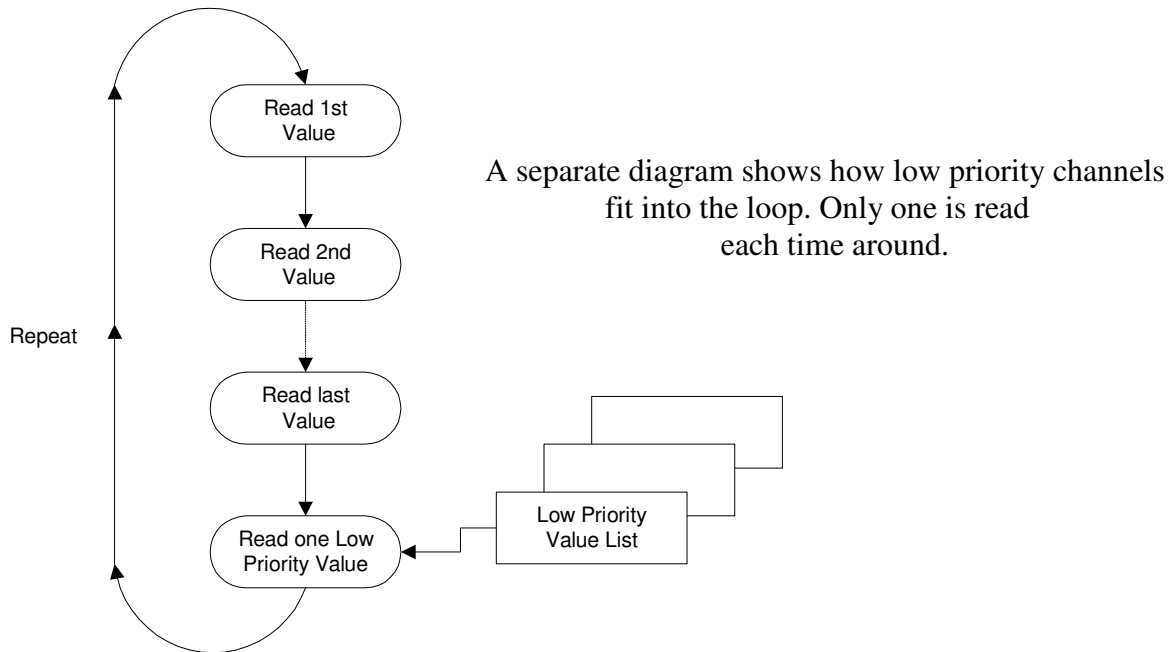 Read 1st
Value
A separate diagram shows how low priority channels
fit into the loop. Only one is read
each time around.
Read 2nd
Value
Repeat
Read last
Value
Low Priority
Value List
Read one Low
Priority Value